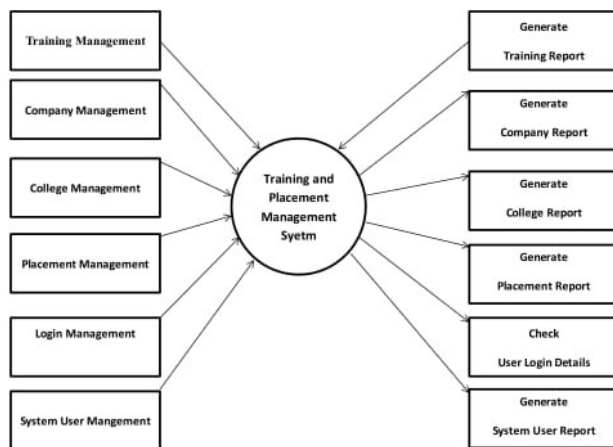 Training Management
Company Management
College Management
Placement Management
Login Management
System User Mangement
Training and
Placement
Management
Syetm
Generate
Training Report
Generate
Company Report
Generate
College Report
Generate
Placement Report
Check
User Login Details
Generate
System User Report